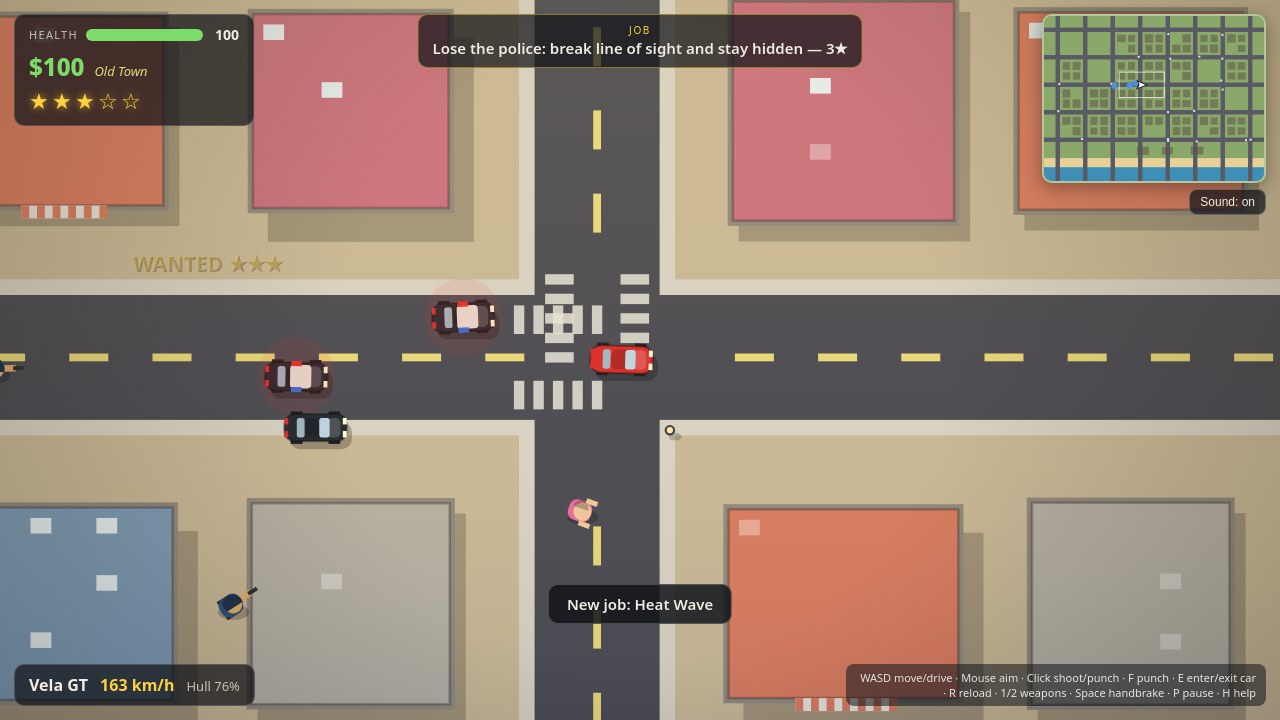 HEALTH 100
$100 Old Town
★★★☆☆
JOB
Lose the police: break line of sight and stay hidden — 3★
Sound: on
WANTED ★★★
New job: Heat Wave
Vela GT 163 km/h Hull 76%
WASD move/drive · Mouse aim · Click shoot/punch · F punch · E enter/exit car
· R reload · 1/2 weapons · Space handbrake · P pause · H help